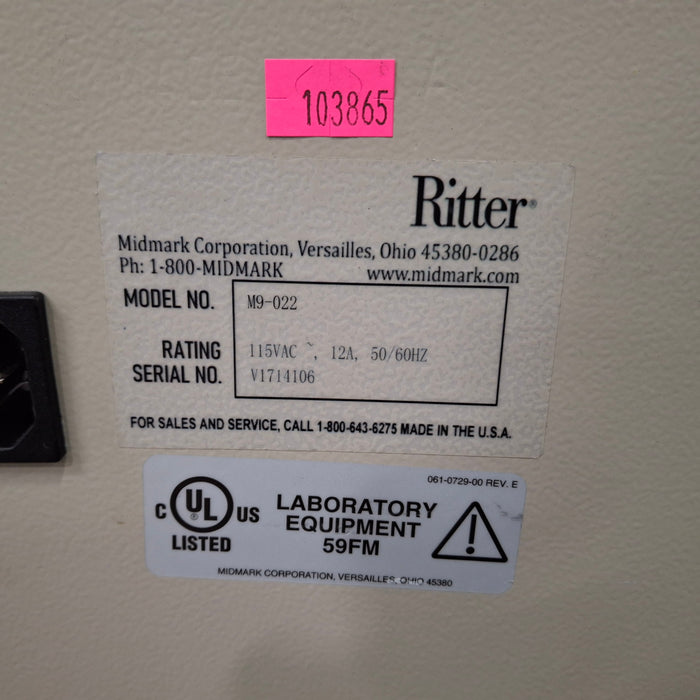 103865
Ritter®
Midmark Corporation, Versailles, Ohio 45380-0286
Ph: 1-800-MIDMARK www.midmark.com
MODEL NO. M9-022
RATING 115VAC ~, 12A, 50/60HZ
SERIAL NO. V1714106
FOR SALES AND SERVICE, CALL 1-800-643-6275 MADE IN THE U.S.A.
061-0729-00 REV. E
C UL® US
LISTED
LABORATORY
EQUIPMENT
59FM
MIDMARK CORPORATION, VERSAILLES, OHIO 45380